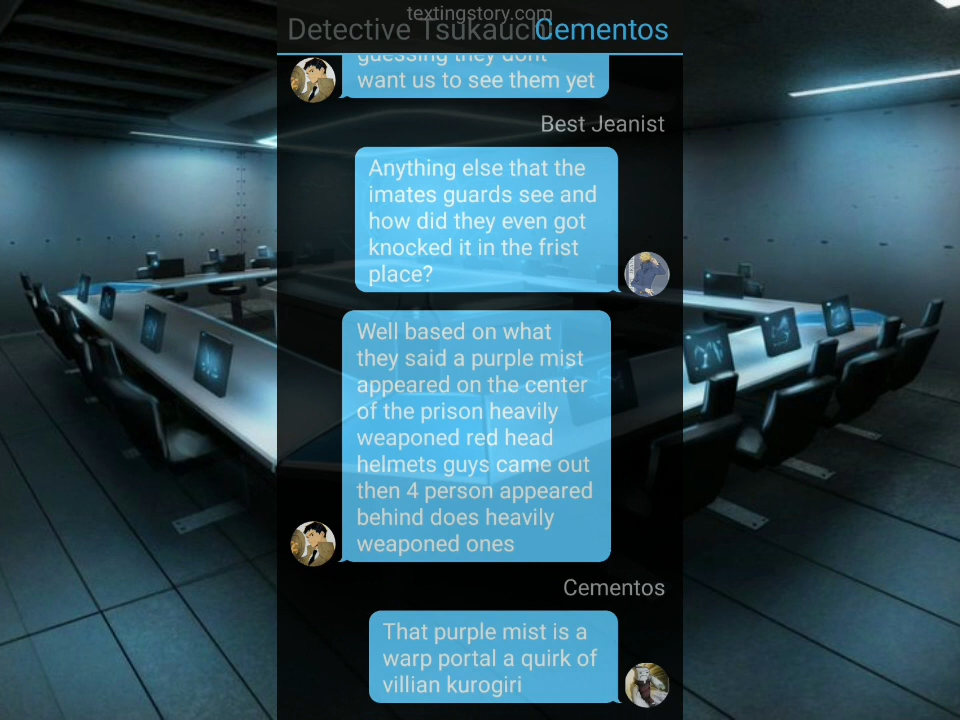 textingstory.com
Detective Tsukauchi
Cementos
guessing they dont
want us to see them yet
Best Jeanist
Anything else that the
imates guards see and
how did they even got
knocked it in the frist
place?
Well based on what
they said a purple mist
appeared on the center
of the prison heavily
weaponed red head
helmets guys came out
then 4 person appeared
behind does heavily
weaponed ones
Cementos
That purple mist is a
warp portal a quirk of
villian kurogiri